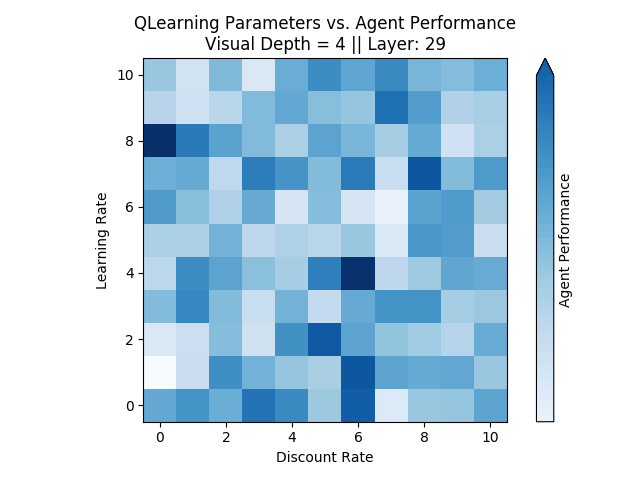 QLearning Parameters vs. Agent Performance
Visual Depth = 4 || Layer: 29
10
8
6
4
2
0
Learning Rate
0 2 4 6 8 10
Discount Rate
Agent Performance